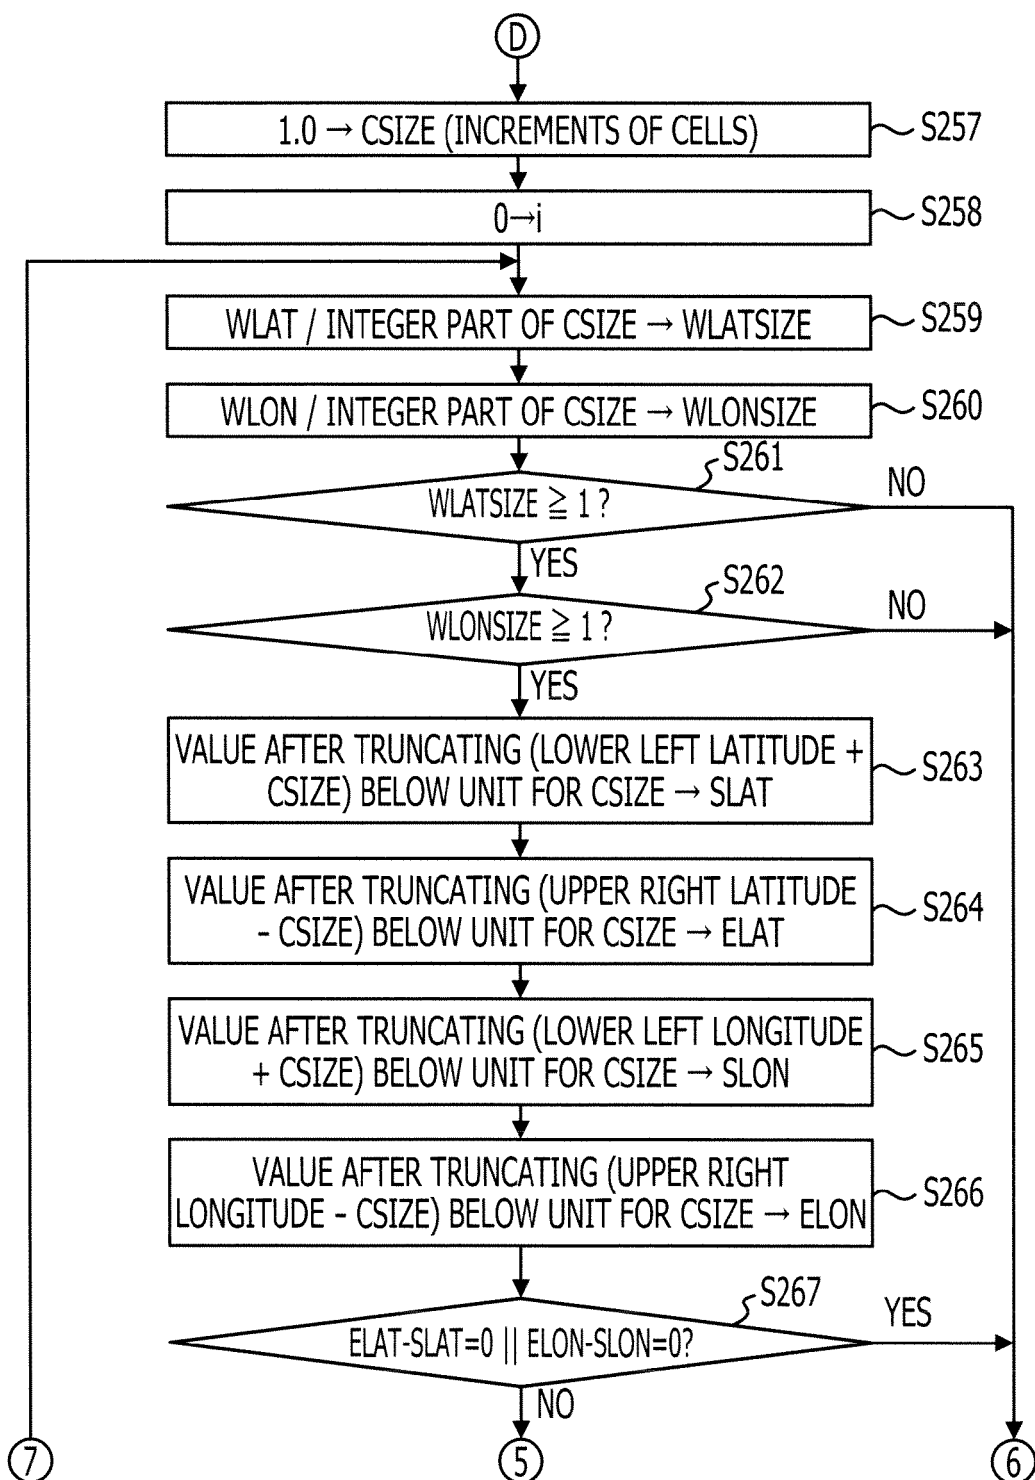 D
1.0 → CSIZE (INCREMENTS OF CELLS)
S257
0→i
S258
WLAT / INTEGER PART OF CSIZE → WLATSIZE
S259
WLON / INTEGER PART OF CSIZE → WLONSIZE
S260
S261
WLATSIZE ≧ 1 ?
NO
YES
S262
WLONSIZE ≧ 1 ?
NO
YES
VALUE AFTER TRUNCATING (LOWER LEFT LATITUDE +
CSIZE) BELOW UNIT FOR CSIZE → SLAT
S263
VALUE AFTER TRUNCATING (UPPER RIGHT LATITUDE
- CSIZE) BELOW UNIT FOR CSIZE → ELAT
S264
VALUE AFTER TRUNCATING (LOWER LEFT LONGITUDE
+ CSIZE) BELOW UNIT FOR CSIZE → SLON
S265
VALUE AFTER TRUNCATING (UPPER RIGHT
LONGITUDE - CSIZE) BELOW UNIT FOR CSIZE → ELON
S266
S267
ELAT-SLAT=0 || ELON-SLON=0?
YES
NO
7
5
6